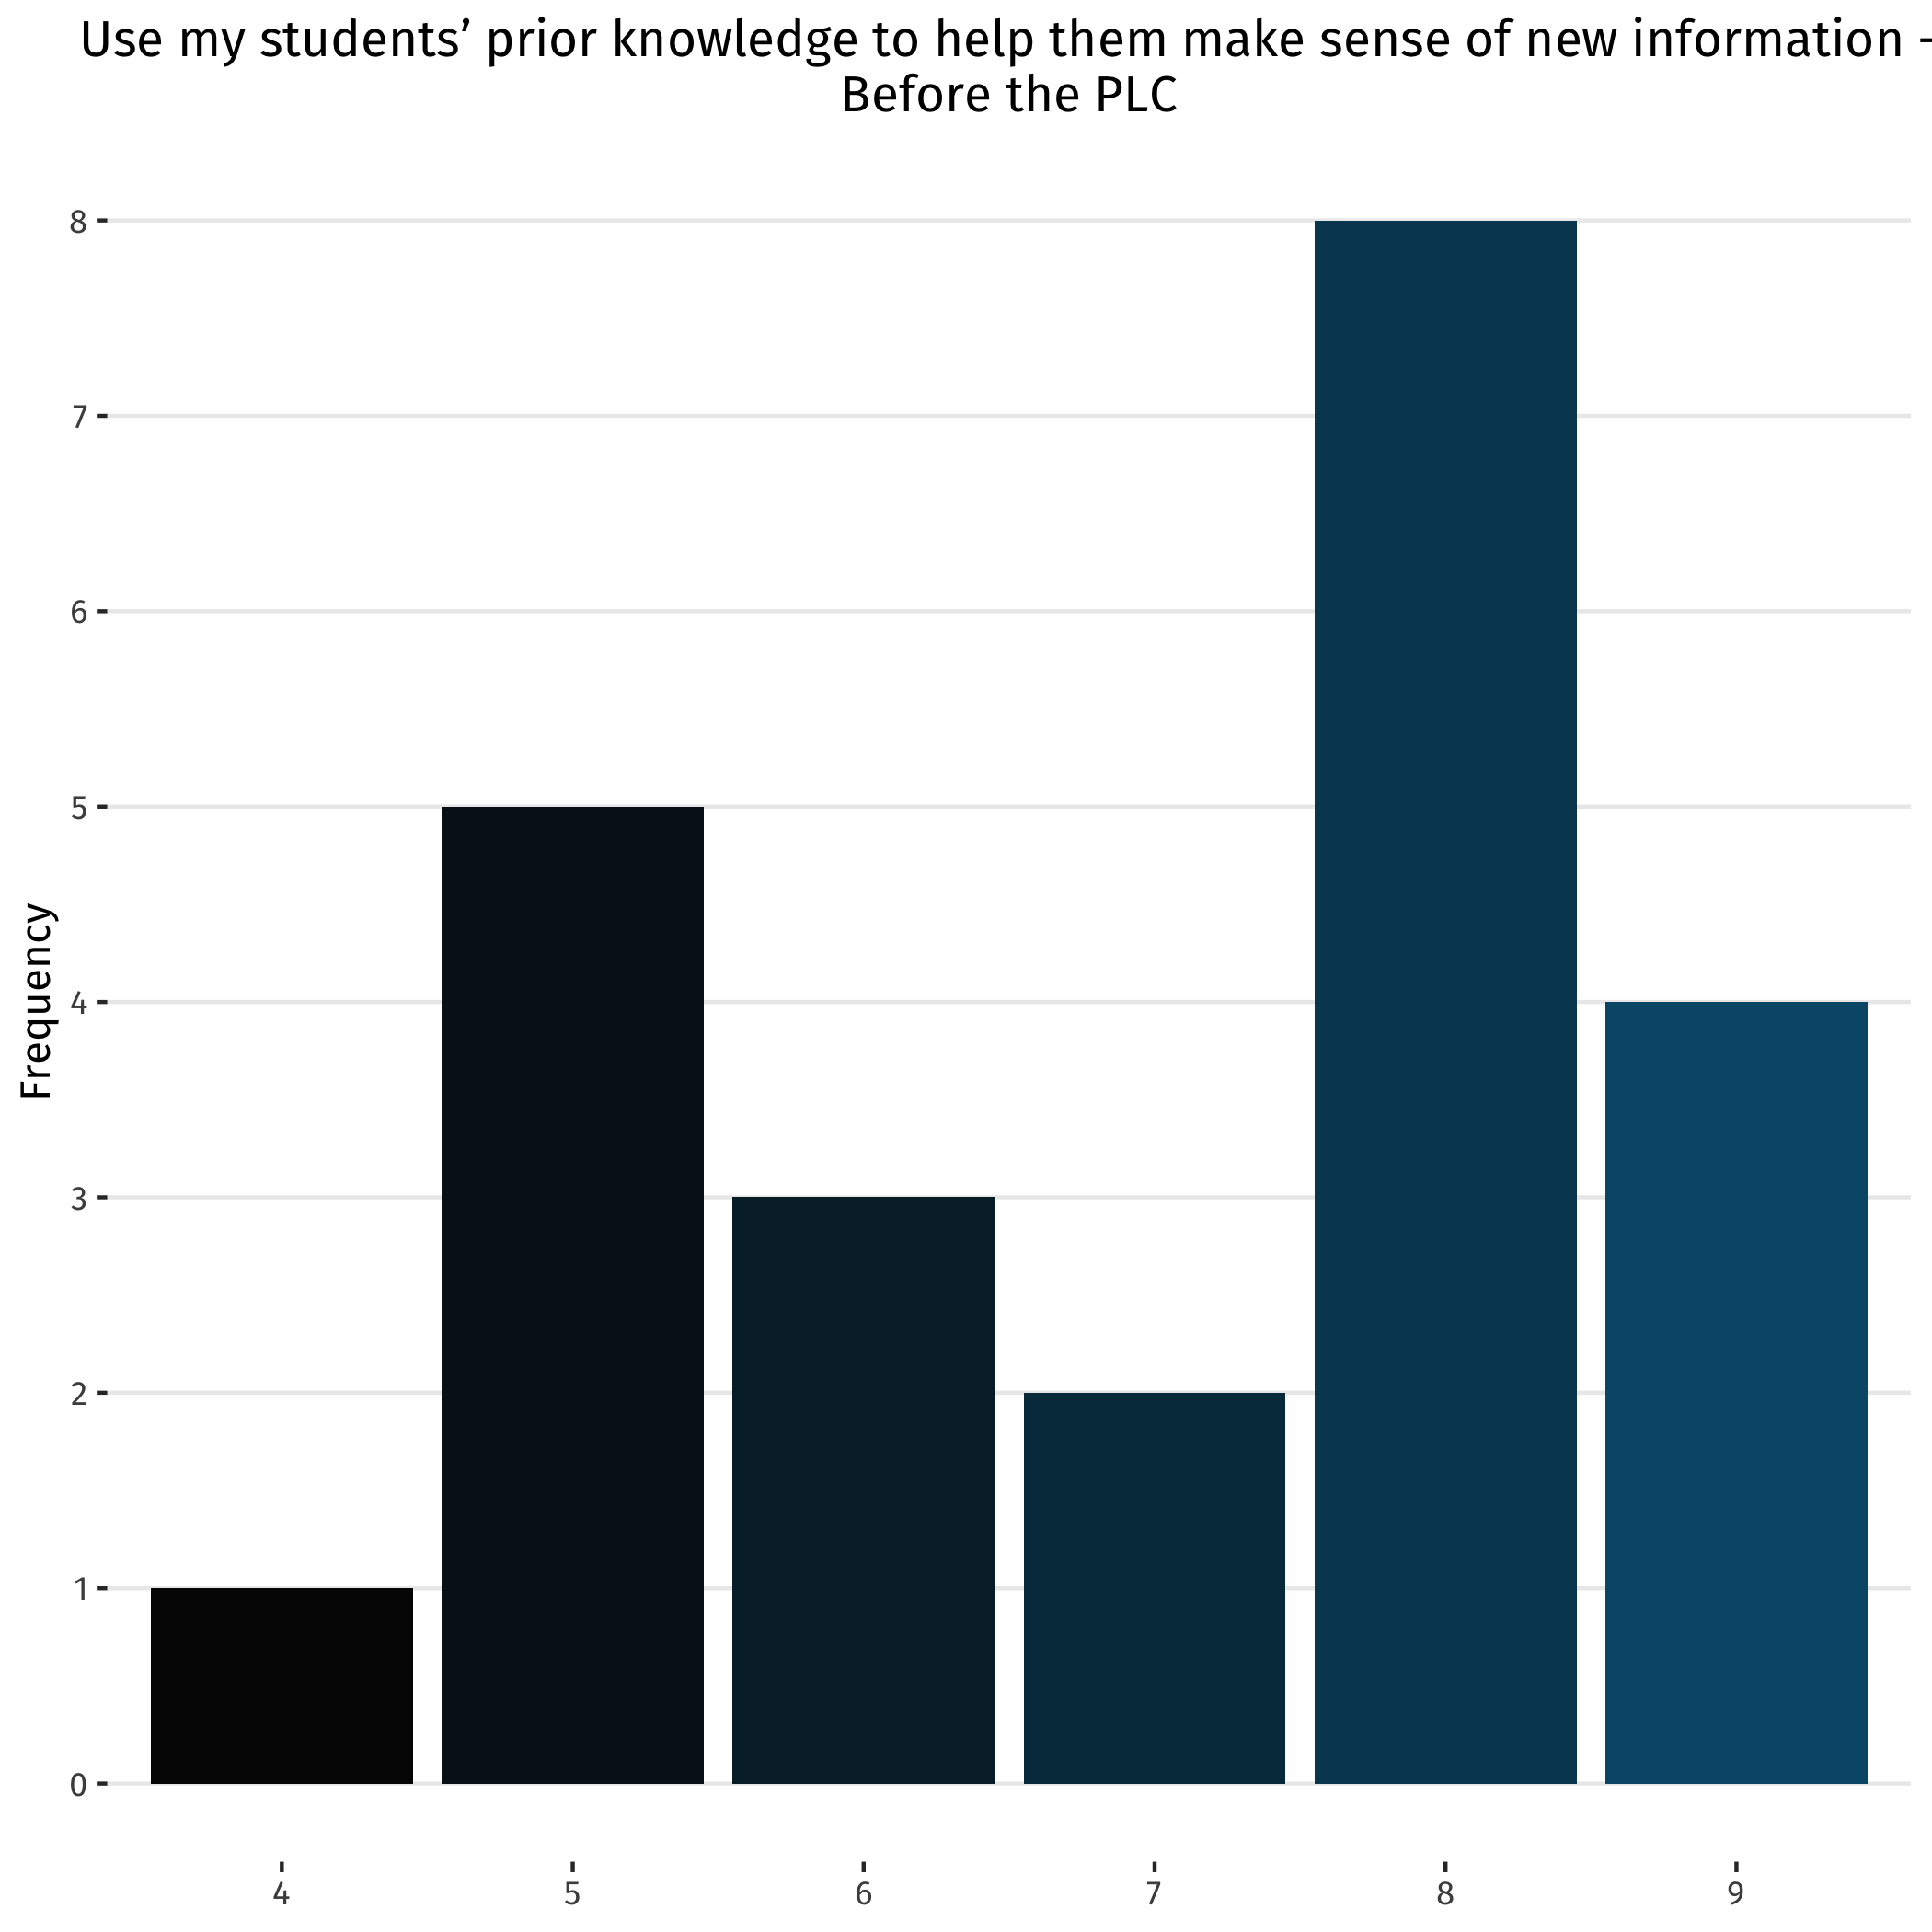 Use my students’ prior knowledge to help them make sense of new information -
Before the PLC
8
7
6
5
4
3
2
1
0
Frequency
4 5 6 7 8 9